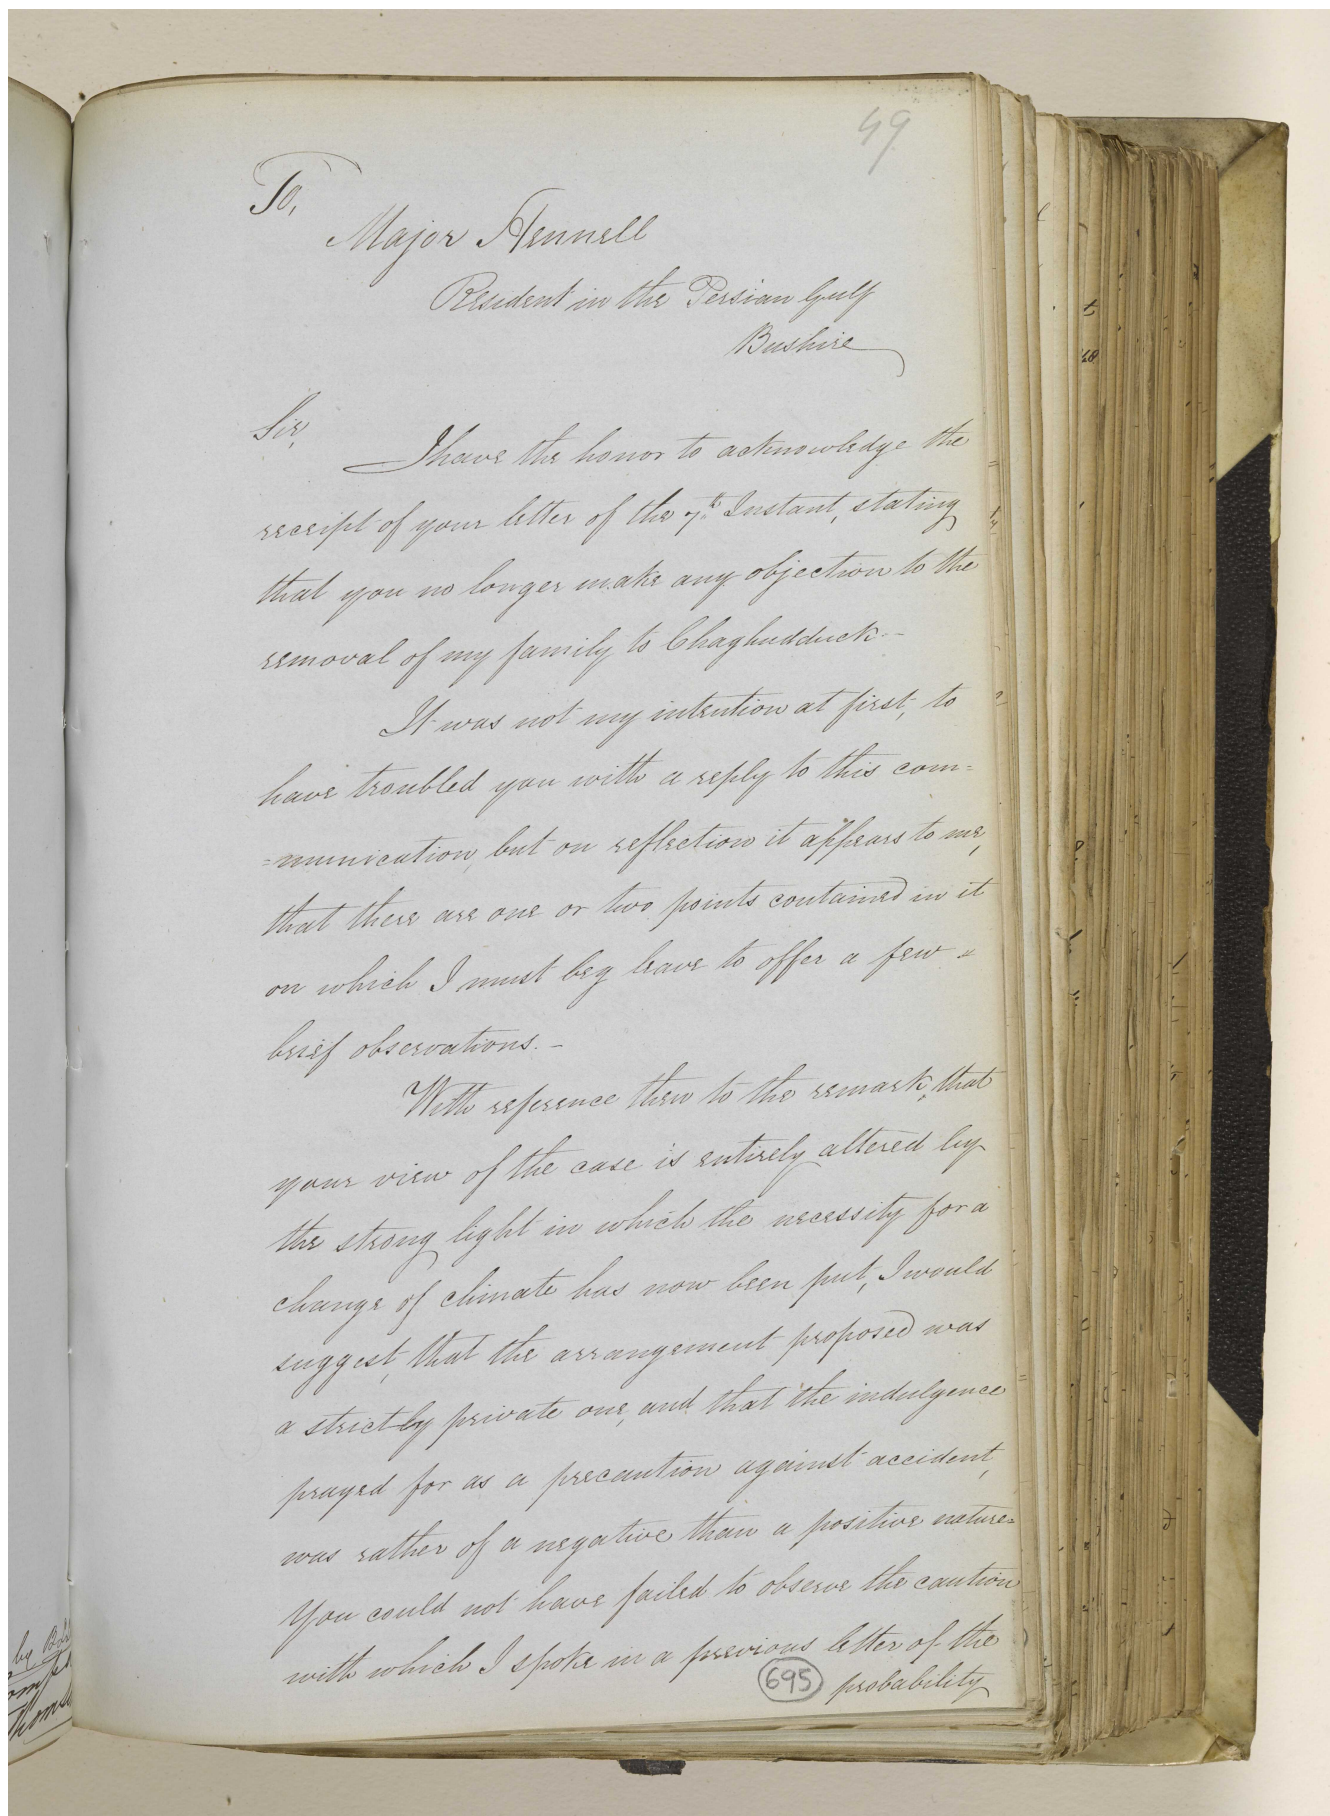 49
To,
Major Hennell
Resident in the Persian Gulf
Bushire
Sir,
I have the honor to acknowledge the
receipt of your letter of the 7th Instant, stating
that you no longer make any objection to the
removal of my family to Chaghudduck.-
It was not my intention at first, to
have troubled you with a reply to this com=
=munication, but on reflection it appears to me,
that there are one or two points contained in it
on which I must beg leave to offer a few
brief observations.-
With reference then to the remark, that
your view of the case is entirely altered by
the strong light in which the necessity for a
change of climate has now been put, I would
suggest, that the arrangement proposed was
a strictly private one, and that the indulgence
prayed for as a precaution against accident,
was rather of a negative than a positive nature=
You could not have failed to observe the caution
with which I spoke in a previous letter of the
695 probability
by